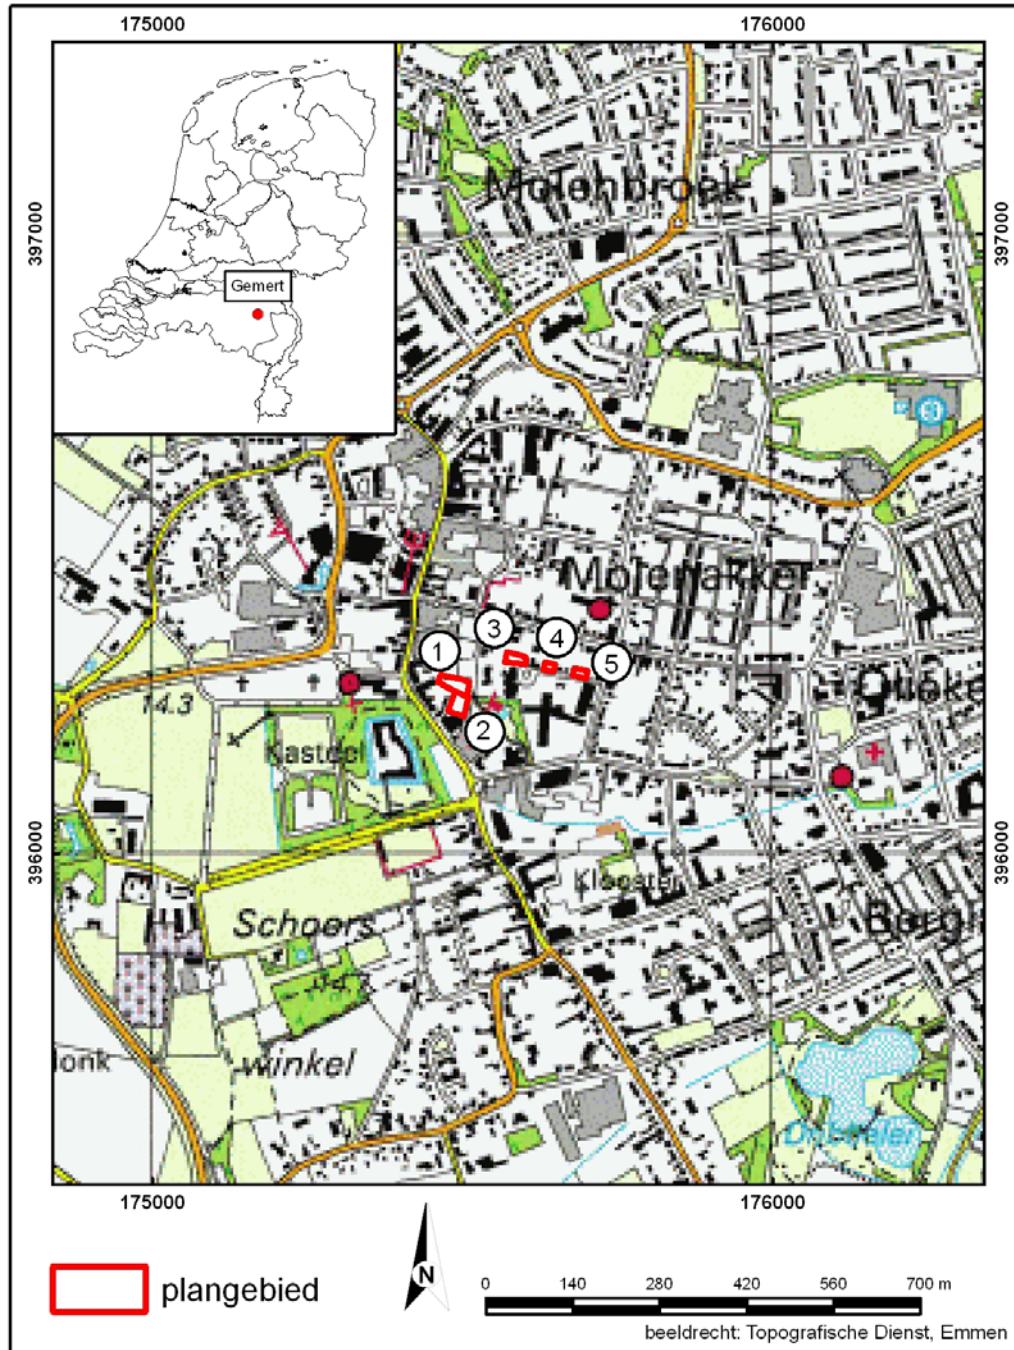 175000
176000
397000
397000
Gemert
Molenbroek
Molenakker
3
4
1
5
2
14.3
Kasteel
396000
396000
Klooster
Schoers
winkel
175000
176000
N
plangebied
0 140 280 420 560 700 m
beeldrecht: Topografische Dienst, Emmen